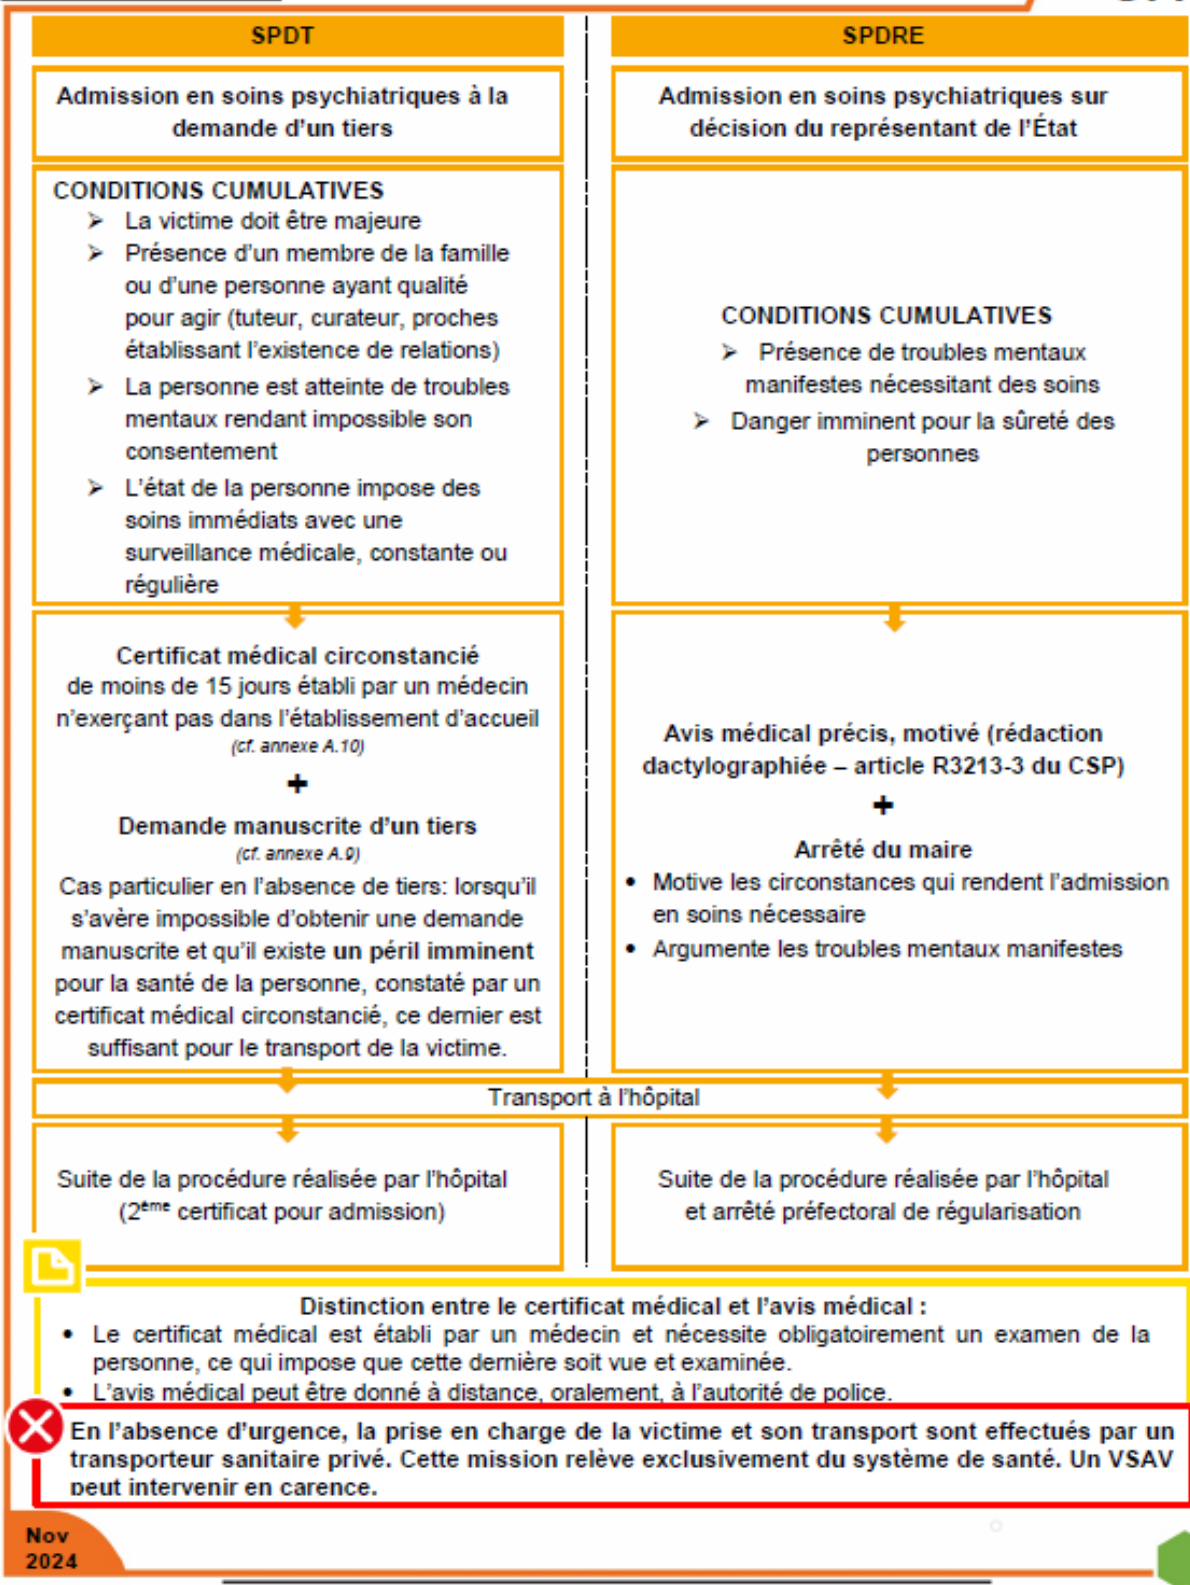 SPDT
Admission en soins psychiatriques à la
demande d'un tiers
CONDITIONS CUMULATIVES
➢ La victime doit être majeure
➢ Présence d'un membre de la famille
ou d'une personne ayant qualité
pour agir (tuteur, curateur, proches
établissant l'existence de relations)
➢ La personne est atteinte de troubles
mentaux rendant impossible son
consentement
➢ L'état de la personne impose des
soins immédiats avec une
surveillance médicale, constante ou
régulière
Certificat médical circonstancié
de moins de 15 jours établi par un médecin
n'exerçant pas dans l'établissement d'accueil
(cf. annexe A.10)
+
Demande manuscrite d'un tiers
(cf. annexe A.9)
Cas particulier en l'absence de tiers: lorsqu'il
s'avère impossible d'obtenir une demande
manuscrite et qu'il existe un péril imminent
pour la santé de la personne, constaté par un
certificat médical circonstancié, ce dernier est
suffisant pour le transport de la victime.
SPDRE
Admission en soins psychiatriques sur
décision du représentant de l'État
CONDITIONS CUMULATIVES
➢ Présence de troubles mentaux
manifestes nécessitant des soins
➢ Danger imminent pour la sûreté des
personnes
Avis médical précis, motivé (rédaction
dactylographiée – article R3213-3 du CSP)
+
Arrêté du maire
• Motive les circonstances qui rendent l'admission
en soins nécessaire
• Argumente les troubles mentaux manifestes
Transport à l'hôpital
Suite de la procédure réalisée par l'hôpital
(2ème certificat pour admission)
Suite de la procédure réalisée par l'hôpital
et arrêté préfectoral de régularisation
Distinction entre le certificat médical et l'avis médical :
• Le certificat médical est établi par un médecin et nécessite obligatoirement un examen de la
personne, ce qui impose que cette dernière soit vue et examinée.
• L'avis médical peut être donné à distance, oralement, à l'autorité de police.
En l'absence d'urgence, la prise en charge de la victime et son transport sont effectués par un
transporteur sanitaire privé. Cette mission relève exclusivement du système de santé. Un VSAV
peut intervenir en carence.
Nov
2024